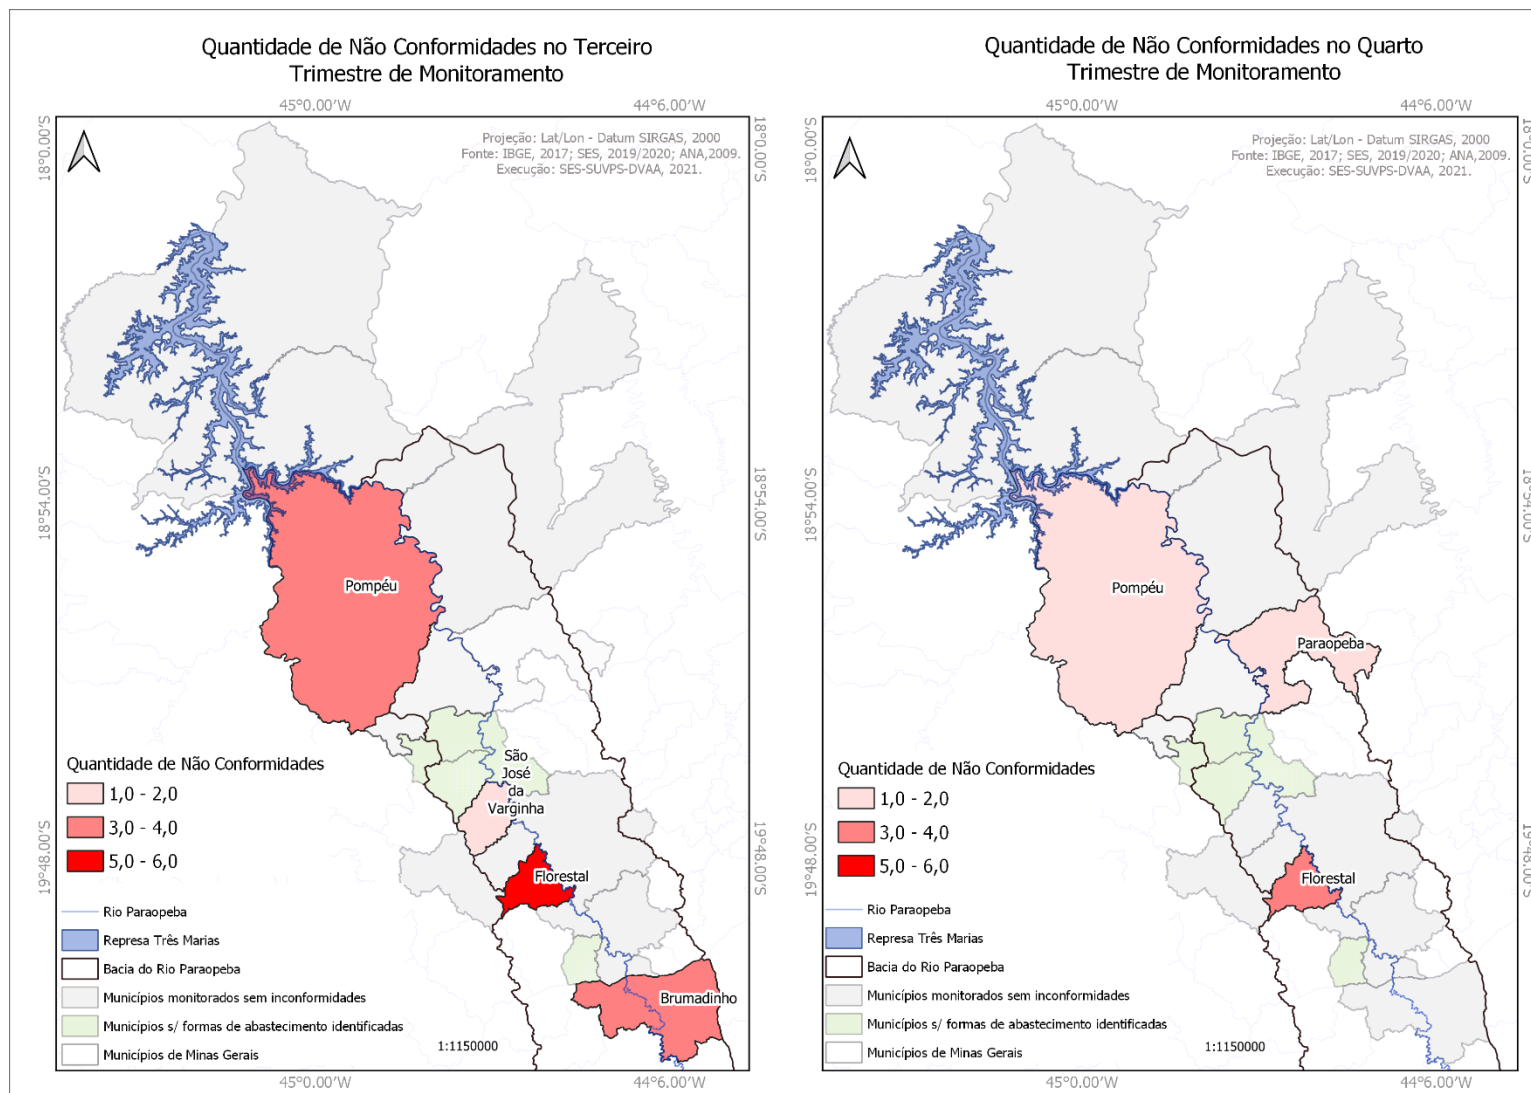 Quantidade de Não Conformidades no Terceiro
Trimestre de Monitoramento
45°0.00'W
44°6.00'W
18°0.00'S
18°0.00'S
Projeção: Lat/Lon - Datum SIRGAS, 2000
Fonte: IBGE, 2017; SES, 2019/2020; ANA,2009.
Execução: SES-SUVPS-DVAA, 2021.
18°54.00'S
18°54.00'S
Pompéu
São
José
da
Varginha
Florestal
Brumadinho
19°48.00'S
19°48.00'S
Quantidade de Não Conformidades
1,0 - 2,0
3,0 - 4,0
5,0 - 6,0
Rio Paraopeba
Represa Três Marias
Bacia do Rio Paraopeba
Municípios monitorados sem inconformidades
Municípios s/ formas de abastecimento identificadas
Municípios de Minas Gerais
1:1150000
45°0.00'W
44°6.00'W
Quantidade de Não Conformidades no Quarto
Trimestre de Monitoramento
45°0.00'W
44°6.00'W
18°0.00'S
18°0.00'S
Projeção: Lat/Lon - Datum SIRGAS, 2000
Fonte: IBGE, 2017; SES, 2019/2020; ANA,2009.
Execução: SES-SUVPS-DVAA, 2021.
18°54.00'S
18°54.00'S
Pompéu
Paraopeba
Florestal
19°48.00'S
19°48.00'S
Quantidade de Não Conformidades
1,0 - 2,0
3,0 - 4,0
5,0 - 6,0
Rio Paraopeba
Represa Três Marias
Bacia do Rio Paraopeba
Municípios monitorados sem inconformidades
Municípios s/ formas de abastecimento identificadas
Municípios de Minas Gerais
1:1150000
45°0.00'W
44°6.00'W